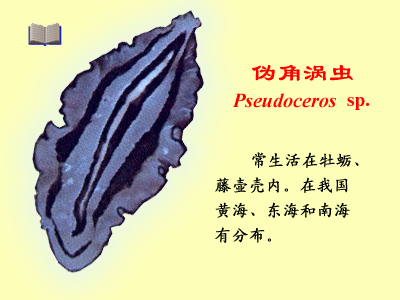 伪角涡虫
Pseudoceros sp.
常生活在牡蛎、
藤壶壳内。在我国
黄海、东海和南海
有分布。